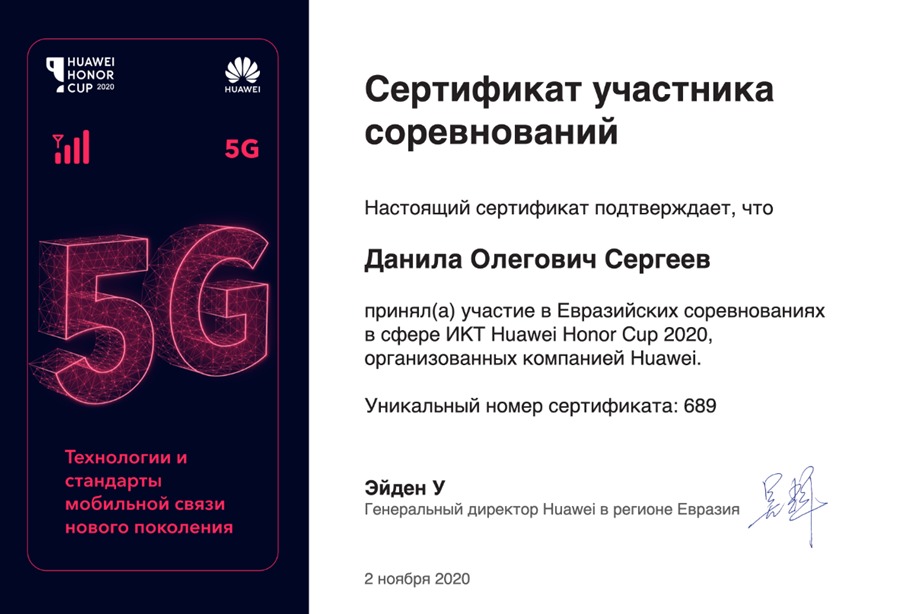 HUAWEI
HONOR
CUP 2020
HUAWEI
5G
5G
Технологии и
стандарты
мобильной связи
нового поколения
Сертификат участника
соревнований
Настоящий сертификат подтверждает, что
Данила Олегович Сергеев
принял(а) участие в Евразийских соревнованиях
в сфере ИКТ Huawei Honor Cup 2020,
организованных компанией Huawei.
Уникальный номер сертификата: 689
Эйден У
Генеральный директор Huawei в регионе Евразия
2 ноября 2020